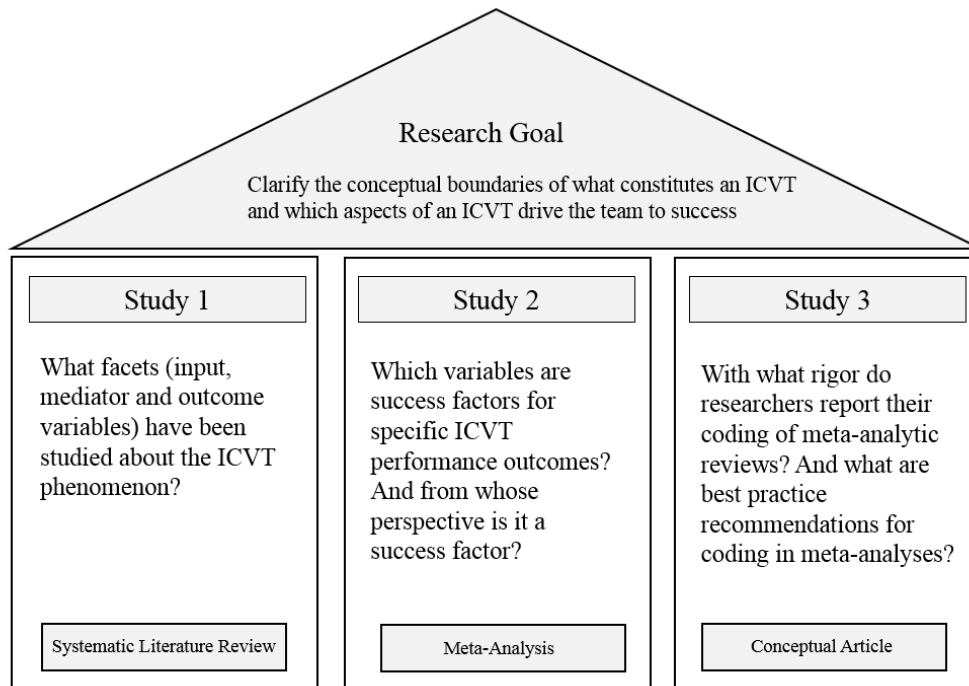 Research Goal
Clarify the conceptual boundaries of what constitutes an ICVT
and which aspects of an ICVT drive the team to success
Study 1
What facets (input,
mediator and outcome
variables) have been
studied about the ICVT
phenomenon?
Systematic Literature Review
Study 2
Which variables are
success factors for
specific ICVT
performance outcomes?
And from whose
perspective is it a
success factor?
Meta-Analysis
Study 3
With what rigor do
researchers report their
coding of meta-analytic
reviews? And what are
best practice
recommendations for
coding in meta-analyses?
Conceptual Article